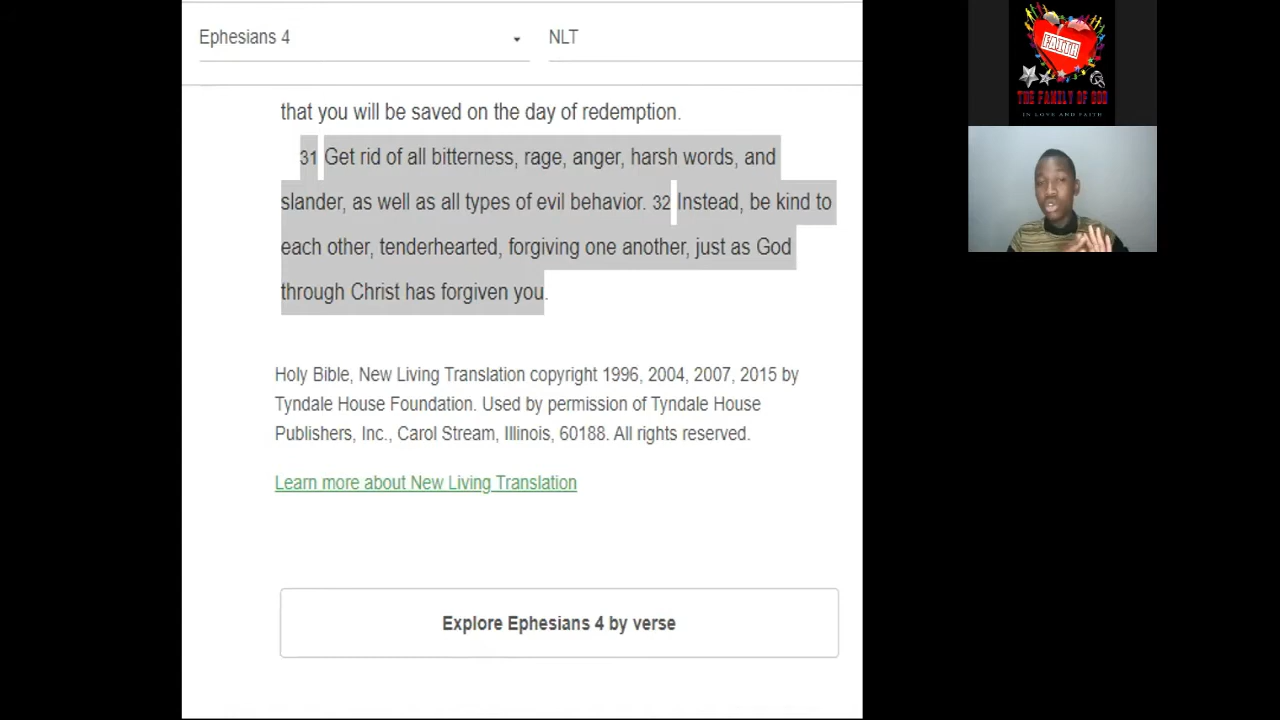 Ephesians 4
NLT
that you will be saved on the day of redemption.
31 Get rid of all bitterness, rage, anger, harsh words, and
slander, as well as all types of evil behavior. 32 Instead, be kind to
each other, tenderhearted, forgiving one another, just as God
through Christ has forgiven you.
Holy Bible, New Living Translation copyright 1996, 2004, 2007, 2015 by
Tyndale House Foundation. Used by permission of Tyndale House
Publishers, Inc., Carol Stream, Illinois, 60188. All rights reserved.
Learn more about New Living Translation
Explore Ephesians 4 by verse
FAITH
THE FAMILY OF GOD
IN LOVE AND FAITH